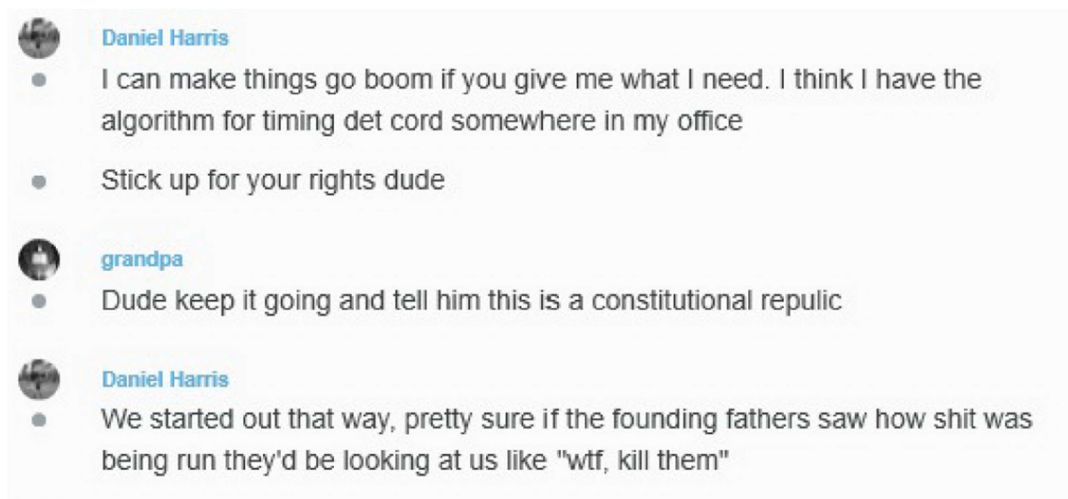 Daniel Harris
I can make things go boom if you give me what I need. I think I have the
algorithm for timing det cord somewhere in my office
Stick up for your rights dude
grandpa
Dude keep it going and tell him this is a constitutional repulic
Daniel Harris
We started out that way, pretty sure if the founding fathers saw how shit was
being run they'd be looking at us like "wtf, kill them"